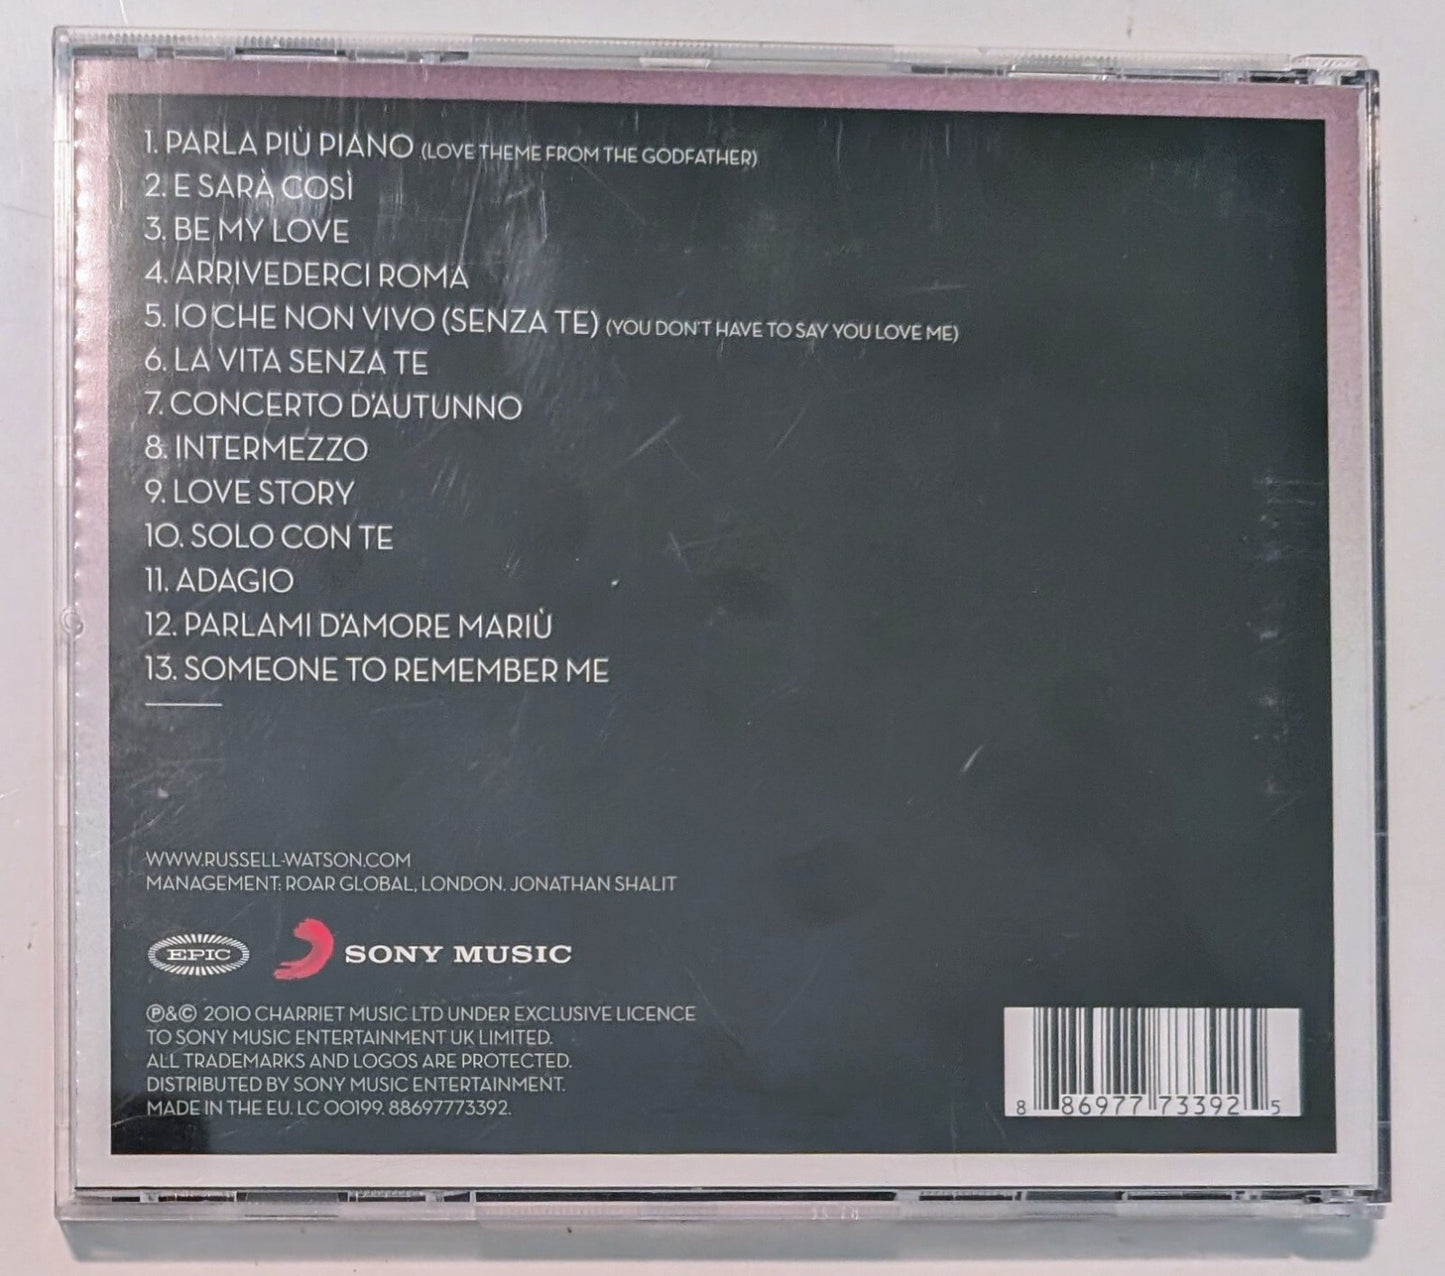 1. PARLA PIÙ PIANO (LOVE THEME FROM THE GODFATHER)
2. E SARÀ COSÌ
3. BE MY LOVE
4. ARRIVEDERCI ROMA
5. IO CHE NON VIVO (SENZA TE) (YOU DON'T HAVE TO SAY YOU LOVE ME)
6. LA VITA SENZA TE
7. CONCERTO D'AUTUNNO
8. INTERMEZZO
9. LOVE STORY
10. SOLO CON TE
11. ADAGIO
12. PARLAMI D'AMORE MARIÙ
13. SOMEONE TO REMEMBER ME
WWW.RUSSELL-WATSON.COM
MANAGEMENT: ROAR GLOBAL, LONDON. JONATHAN SHALIT
EPIC SONY MUSIC
℗&© 2010 CHARRIET MUSIC LTD UNDER EXCLUSIVE LICENCE
TO SONY MUSIC ENTERTAINMENT UK LIMITED.
ALL TRADEMARKS AND LOGOS ARE PROTECTED.
DISTRIBUTED BY SONY MUSIC ENTERTAINMENT.
MADE IN THE EU. LC 00199. 88697773392.
8 86977 73392 5